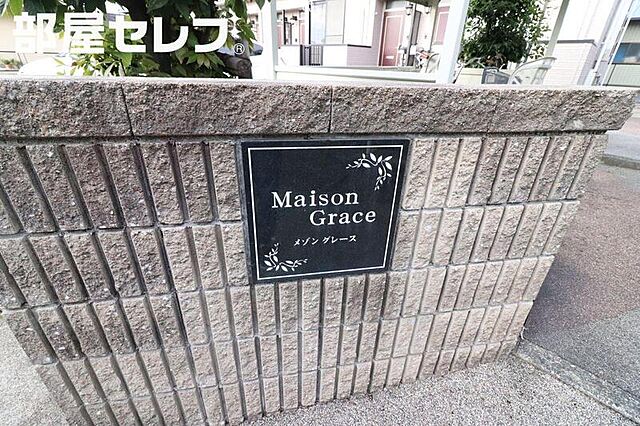 部屋セレブ®
Maison
Grace
メゾン グレース